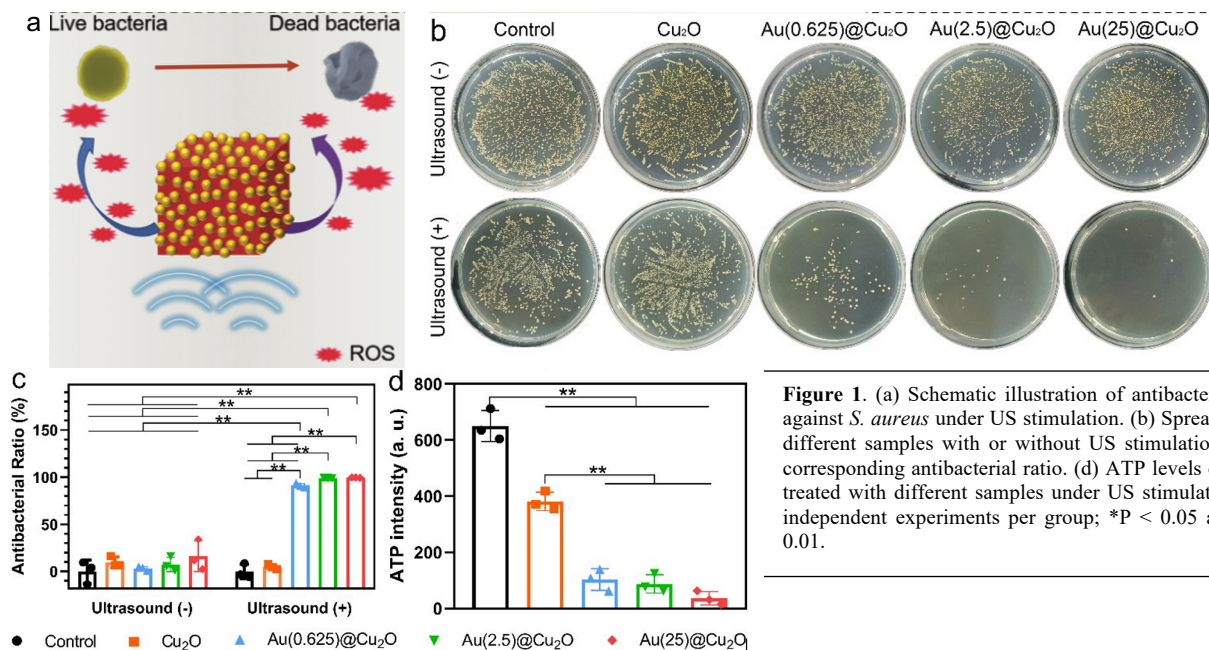 a
Live bacteria
Dead bacteria
ROS
b
Control
Cu₂O
Au(0.625)@Cu₂O
Au(2.5)@Cu₂O
Au(25)@Cu₂O
Ultrasound (-)
Ultrasound (+)
c
Antibacterial Ratio (%)
150
100
50
0
**
**
**
**
**
**
Ultrasound (-)
Ultrasound (+)
d
ATP intensity (a. u.)
800
600
400
200
0
**
**
Control
Cu₂O
Au(0.625)@Cu₂O
Au(2.5)@Cu₂O
Au(25)@Cu₂O
Figure 1. (a) Schematic illustration of antibacter
against S. aureus under US stimulation. (b) Sprea
different samples with or without US stimulation
corresponding antibacterial ratio. (d) ATP levels
treated with different samples under US stimulat
independent experiments per group; *P < 0.05 a
0.01.